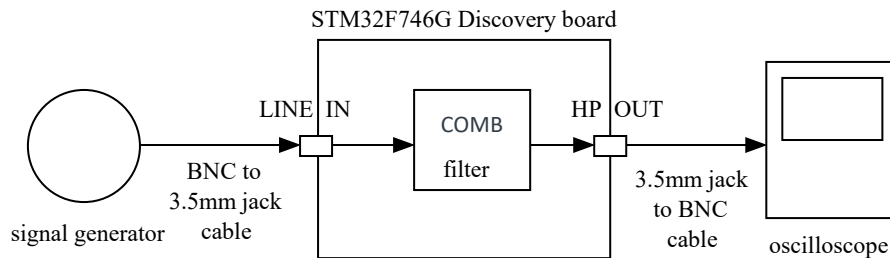 STM32F746G Discovery board
LINE IN
HP OUT
COMB
filter
BNC to
3.5mm jack
cable
3.5mm jack
to BNC
cable
signal generator
oscilloscope